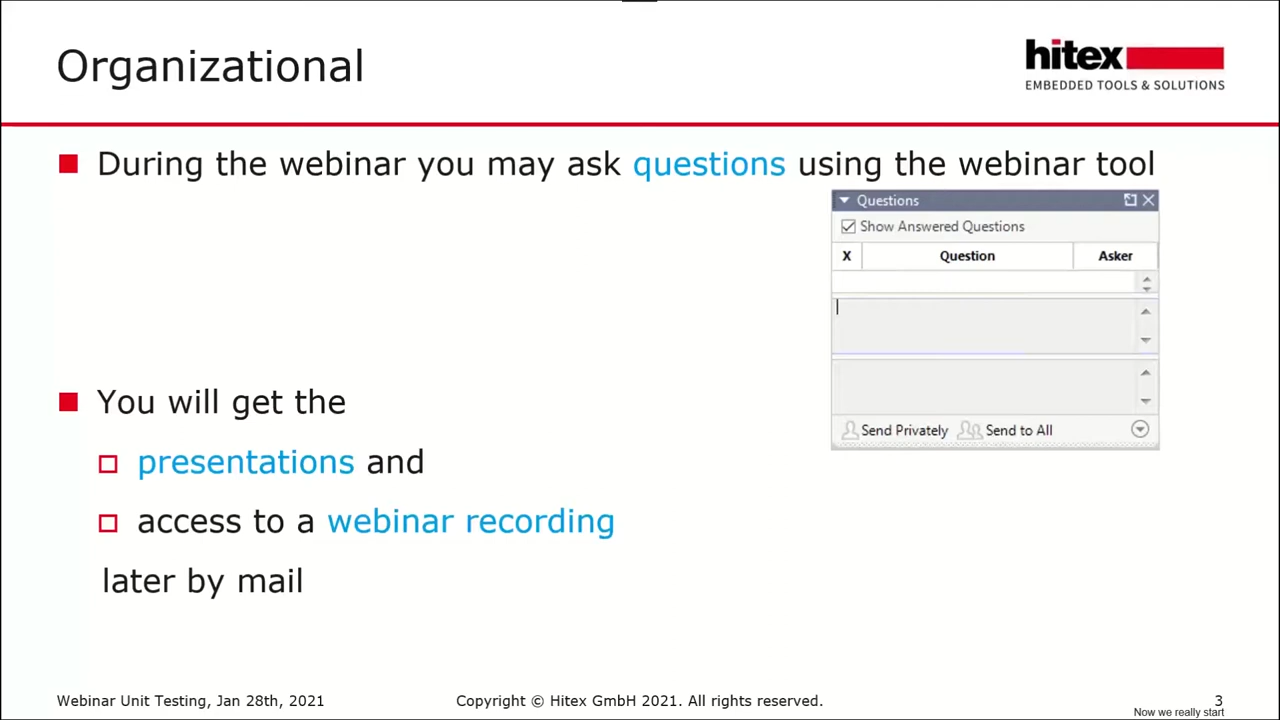 Organizational
hitex
EMBEDDED TOOLS & SOLUTIONS
During the webinar you may ask questions using the webinar tool
Questions
Show Answered Questions
X Question Asker
Send Privately Send to All
You will get the
presentations and
access to a webinar recording
later by mail
Webinar Unit Testing, Jan 28th, 2021 Copyright © Hitex GmbH 2021. All rights reserved. 3
Now we really start